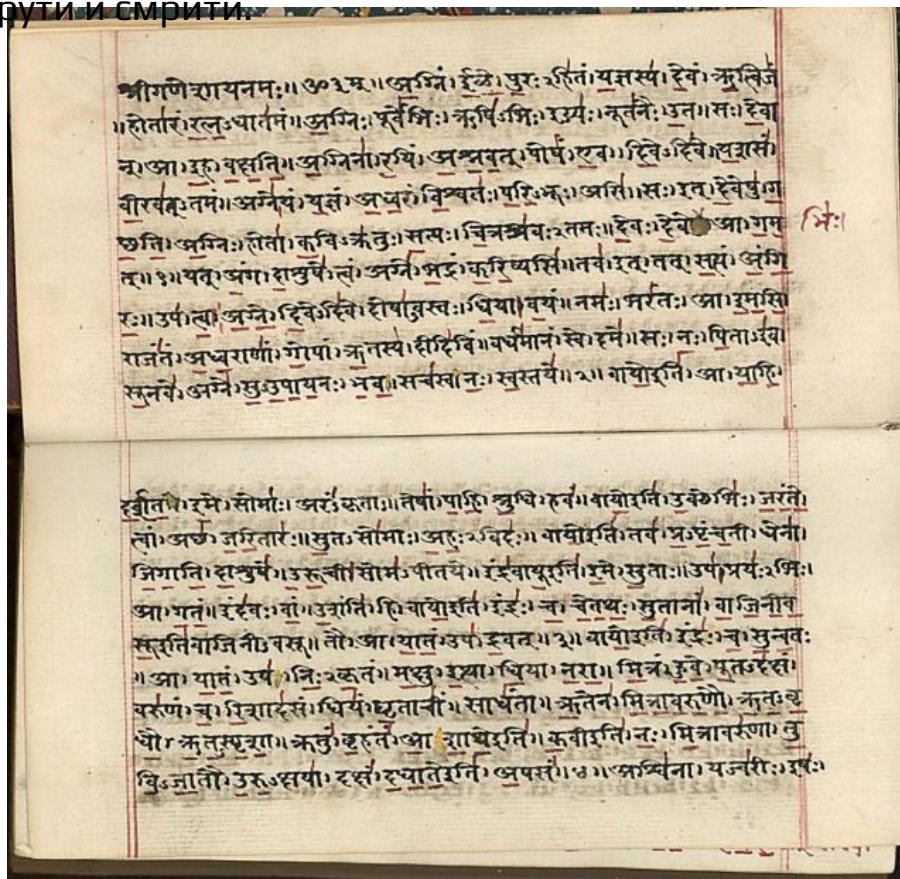 рути и смрити.
श्रीगणेशायनमः॥ॐ३म्॥अग्निं।ईळे।पुरःऽहितं।यज्ञस्य।देवं।ऋत्विजं
॥होतारं।रत्नऽधातमं॥अग्निः।पूर्वेभिः।ऋषिऽभिः।ईड्यः।नूतनैः।उत॥सः।देवा
न्।आ।इह।वक्षति॥अग्निना।रयिं।अश्नवत्।पोषं।एव।दिवेऽदिवे॥यशसं।
वीरवत्ऽतमं॥अग्नेयं।यज्ञं।अध्वरं।विश्वतः।परिऽभूः।असि॥सः।इत्।देवेषु।ग
च्छति।अग्निः।होता।कविऽक्रतुः।सत्यः।चित्रश्रवःऽतमः॥देवः।देवे आ।गम
भिः।
त्॥१॥यत्।अंग।दाशुषे।त्वं।अग्ने।भद्रं।करिष्यसि॥तव।इत्।तत्।सत्यं।अंगि
रः॥उप।त्वा।अग्ने।दिवेऽदिवे।दोषाऽवस्तः।धिया।वयं॥नमः।भरंतः।आ।इमसि
राजंतं।अध्वराणां।गोपां।ऋतस्य।दीदिविं॥वर्धमानं।स्वे।दमे॥सः।नः।पिताऽइव।
सूनवे।अग्ने।सुऽउपायनः।भव॥सचस्व।नः।स्वस्तये॥२॥वायोइति।आ।याहि।
दर्शत।इमे।सोमाः।अरंऽकृताः॥तेषां।पाहि।श्रुधि।हवं॥वायोइति।उक्थेभिः।जरंते।
त्वां।अच्छ।जरितारः॥सुतऽसोमाः।अहःऽविदः॥वायोइति।तव।प्रऽपृंचती।धेना।
जिगाति।दाशुषे॥उरूची।सोमऽपीतये॥इंद्रवायूइति।इमे।सुताः॥उप।प्रयःऽभिः।
आ।गतं॥इंदवः।वां।उशंति।हि।वायोइति।इंद्रः।च।चेतथः।सुतानां।वाजिनीव
सूइतिवाजिनीऽवसू॥तौ।आ।यातं।उप।द्रवत्॥३॥वायोइति।इंद्रः।च।सुन्वतः
॥आ।यातं।उप।निःऽकृतं॥मक्षु।इत्था।धिया।नरा॥मित्रं।हुवे।पूतऽदक्षं।
वरुणं।च।रिशादसं।धियं।घृताचीं।साधंता॥ऋतेन।मित्रावरुणौ।ऋतऽवृ
धौ।ऋतऽस्पृशा॥क्रतुं।बृहंतं।आशाथेइति॥कवीइति।नः।मित्रावरुणा।तु
विऽजातौ।उरुऽक्षया।दक्षं।दधातेइति।अपसं॥४॥अश्विना।यज्वरीः।इषः।